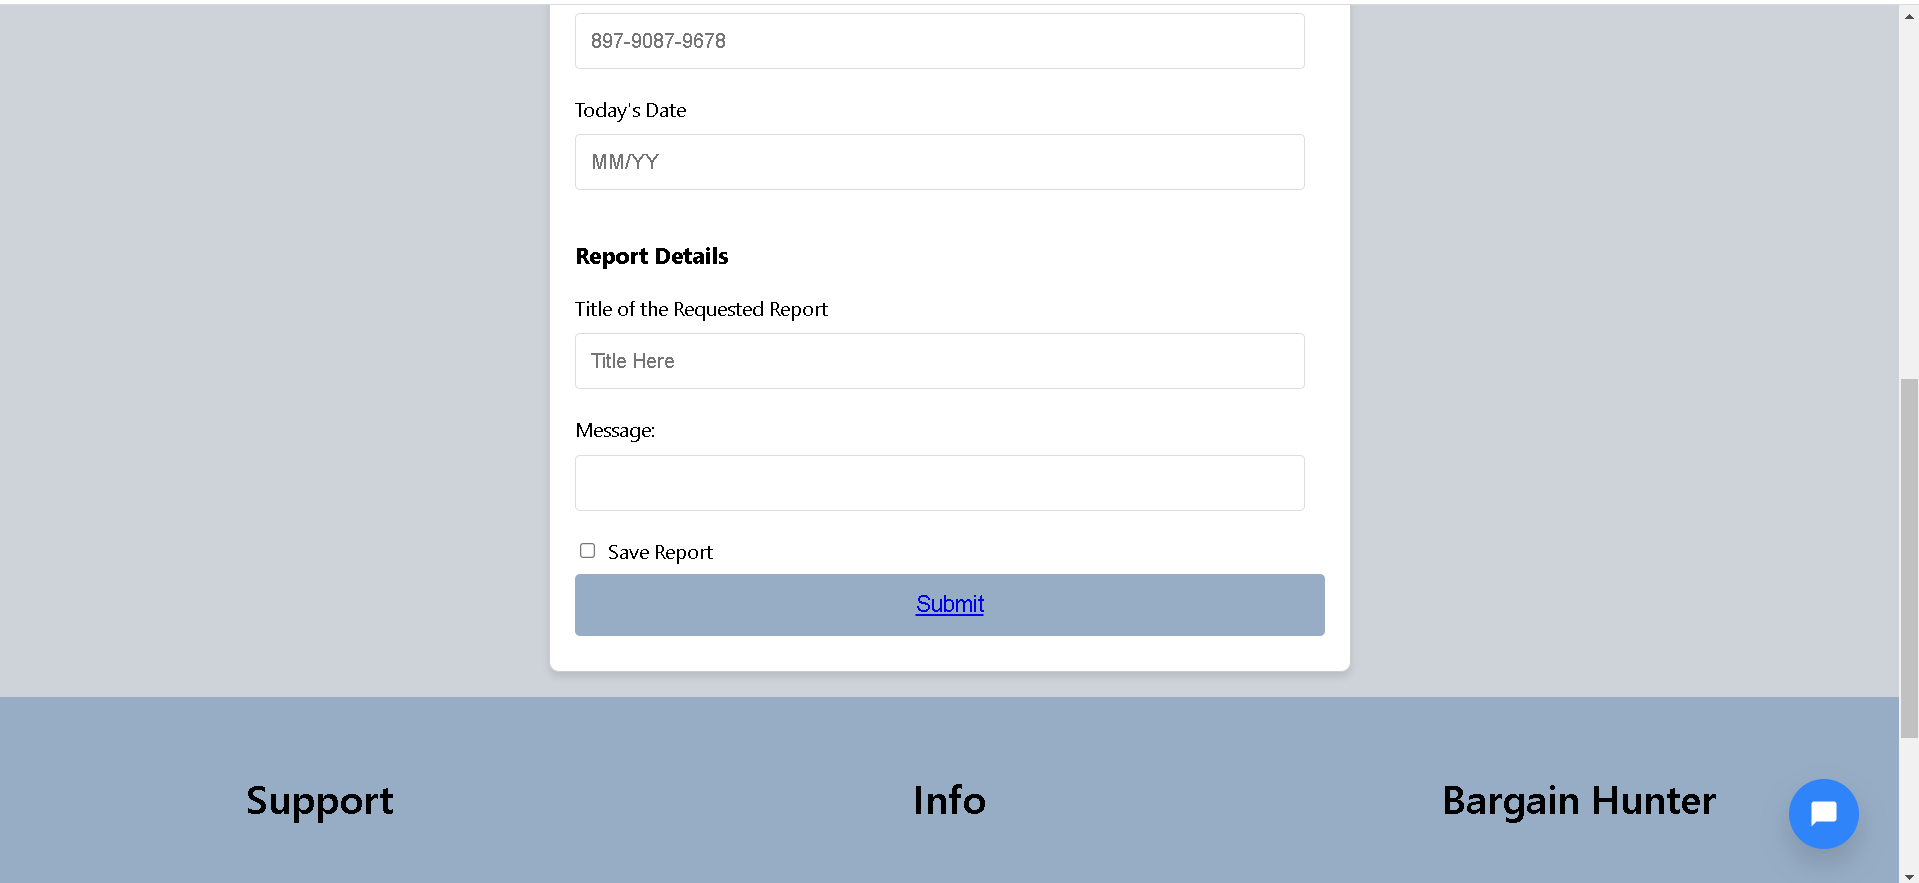 897-9087-9678
Today's Date
MM/YY
Report Details
Title of the Requested Report
Title Here
Message:
Save Report
Submit
Support
Info
Bargain Hunter